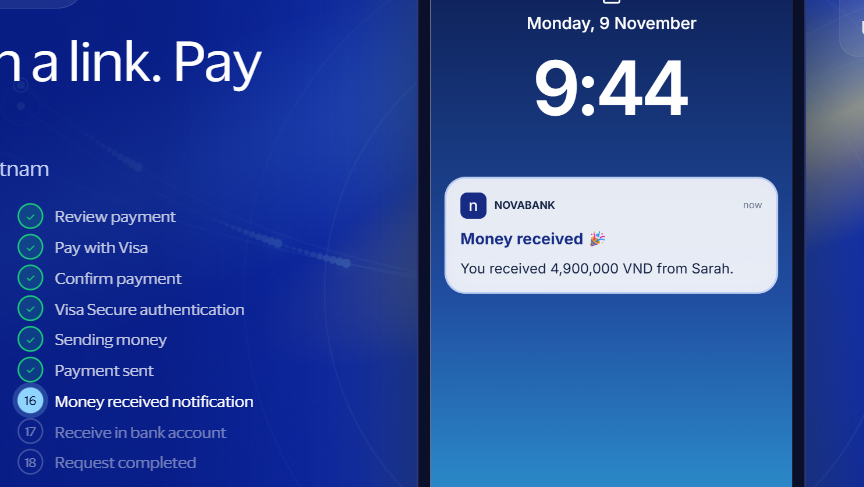 n a link. Pay
tnam
Review payment
Pay with Visa
Confirm payment
Visa Secure authentication
Sending money
Payment sent
16 Money received notification
17 Receive in bank account
18 Request completed
Monday, 9 November
9:44
n NOVABANK now
Money received 🎉
You received 4,900,000 VND from Sarah.